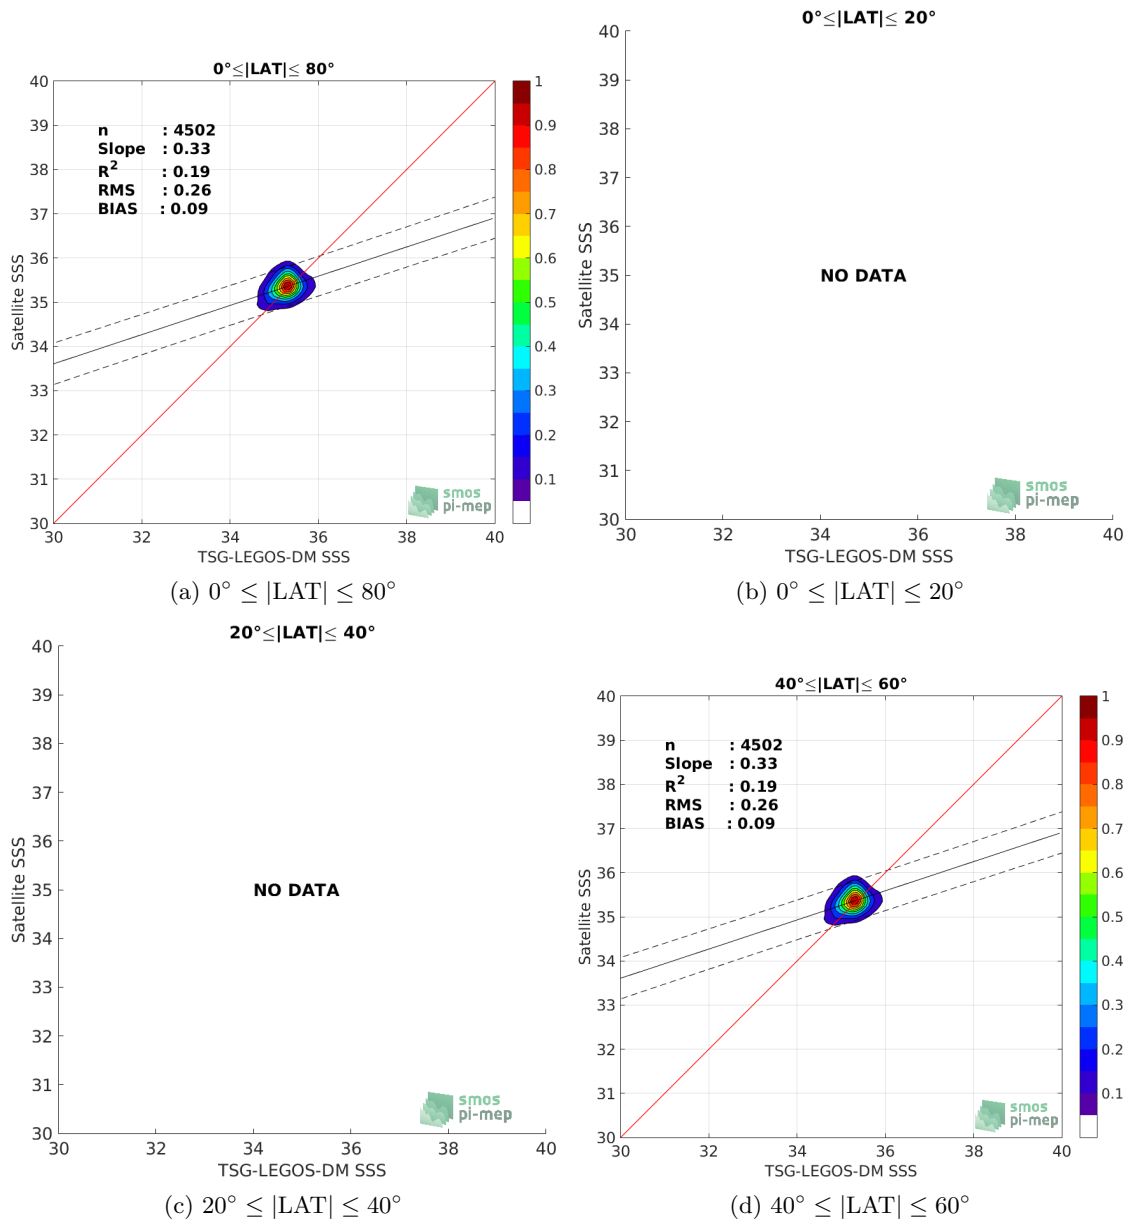 0°≤|LAT|≤ 80°
40
39
38
37
36
35
34
33
32
31
30
Satellite SSS
n : 4502
Slope : 0.33
R2 : 0.19
RMS : 0.26
BIAS : 0.09
smos
pi-mep
30 32 34 36 38 40
TSG-LEGOS-DM SSS
1
0.9
0.8
0.7
0.6
0.5
0.4
0.3
0.2
0.1
(a) 0° ≤ |LAT| ≤ 80°
0°≤|LAT|≤ 20°
40
39
38
37
36
35
34
33
32
31
30
Satellite SSS
NO DATA
smos
pi-mep
30 32 34 36 38 40
TSG-LEGOS-DM SSS
(b) 0° ≤ |LAT| ≤ 20°
20°≤|LAT|≤ 40°
40
39
38
37
36
35
34
33
32
31
30
Satellite SSS
NO DATA
smos
pi-mep
30 32 34 36 38 40
TSG-LEGOS-DM SSS
(c) 20° ≤ |LAT| ≤ 40°
40°≤|LAT|≤ 60°
40
39
38
37
36
35
34
33
32
31
30
Satellite SSS
n : 4502
Slope : 0.33
R2 : 0.19
RMS : 0.26
BIAS : 0.09
smos
pi-mep
30 32 34 36 38 40
TSG-LEGOS-DM SSS
1
0.9
0.8
0.7
0.6
0.5
0.4
0.3
0.2
0.1
(d) 40° ≤ |LAT| ≤ 60°